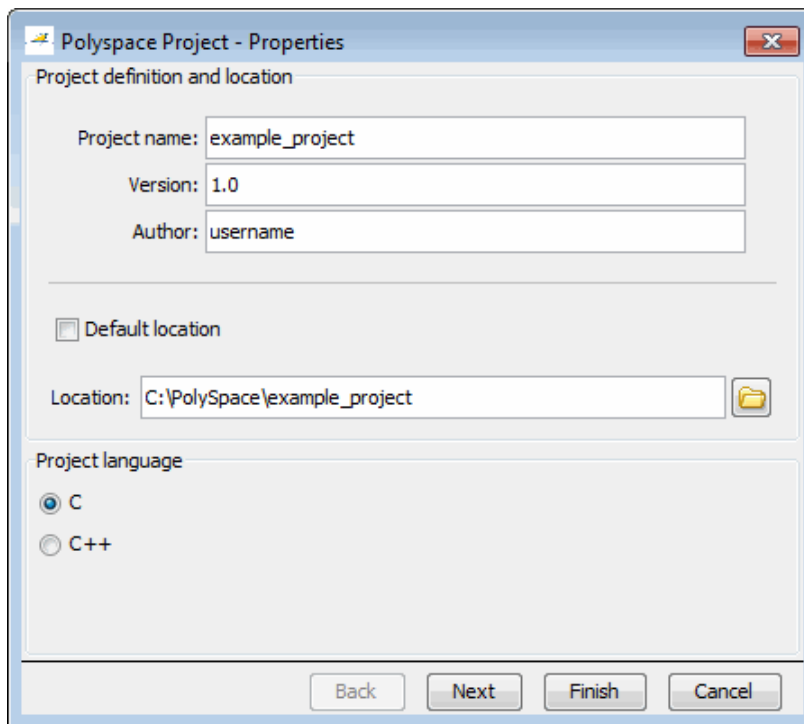 Polyspace Project - Properties
Project definition and location
Project name: example_project
Version: 1.0
Author: username
Default location
Location: C:\PolySpace\example_project
Project language
C
C++
Back Next Finish Cancel